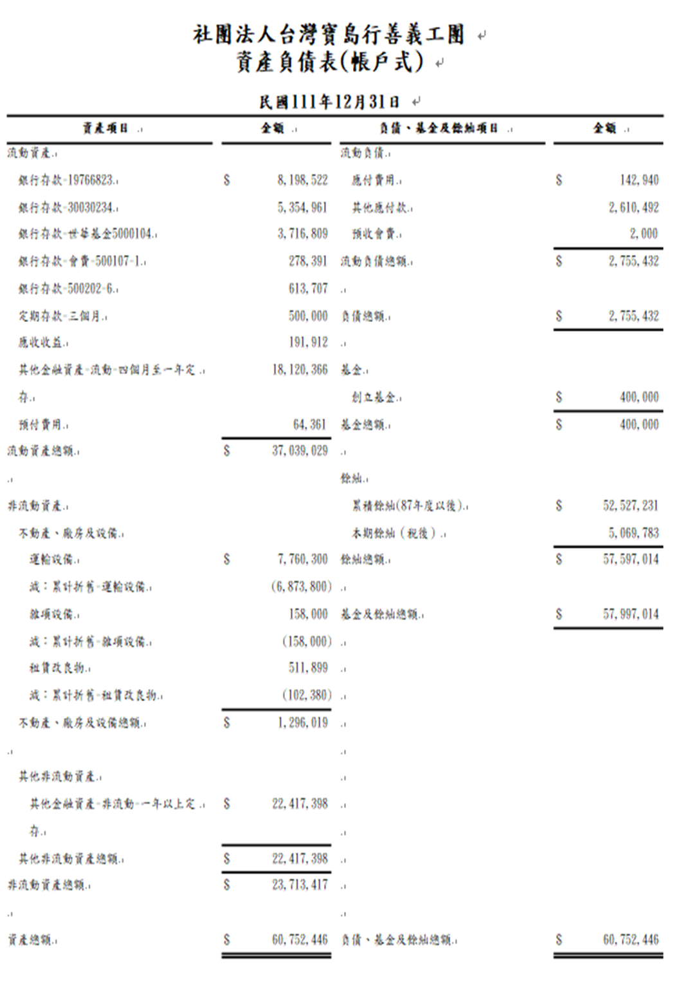 社團法人台灣寶島行善義工團
資產負債表(帳戶式)
民國111年12月31日
資產項目 金額 負債、基金及餘絀項目 金額
流動資產 流動負債
銀行存款-19766823 $ 8,198,522 應付費用 $ 142,940
銀行存款-30030234 5,354,961 其他應付款 2,610,492
銀行存款-世華基金5000104 3,716,809 預收會費 2,000
銀行存款-會費-500107-1 278,391 流動負債總額 $ 2,755,432
銀行存款-500202-6 613,707
定期存款-三個月 500,000 負債總額 $ 2,755,432
應收收益 191,912
其他金融資產-流動-四個月至一年定 18,120,366 基金
存 創立基金 $ 400,000
預付費用 64,361 基金總額 $ 400,000
流動資產總額 $ 37,039,029
餘絀
非流動資產 累積餘絀(87年度以後) $ 52,527,231
不動產、廠房及設備 本期餘絀（稅後） 5,069,783
運輸設備 $ 7,760,300 餘絀總額 $ 57,597,014
減：累計折舊-運輸設備 (6,873,800)
雜項設備 158,000 基金及餘絀總額 $ 57,997,014
減：累計折舊-雜項設備 (158,000)
租賃改良物 511,899
減：累計折舊-租賃改良物 (102,380)
不動產、廠房及設備總額 $ 1,296,019
其他非流動資產
其他金融資產-非流動-一年以上定 $ 22,417,398
存
其他非流動資產總額 $ 22,417,398
非流動資產總額 $ 23,713,417
資產總額 $ 60,752,446 負債、基金及餘絀總額 $ 60,752,446